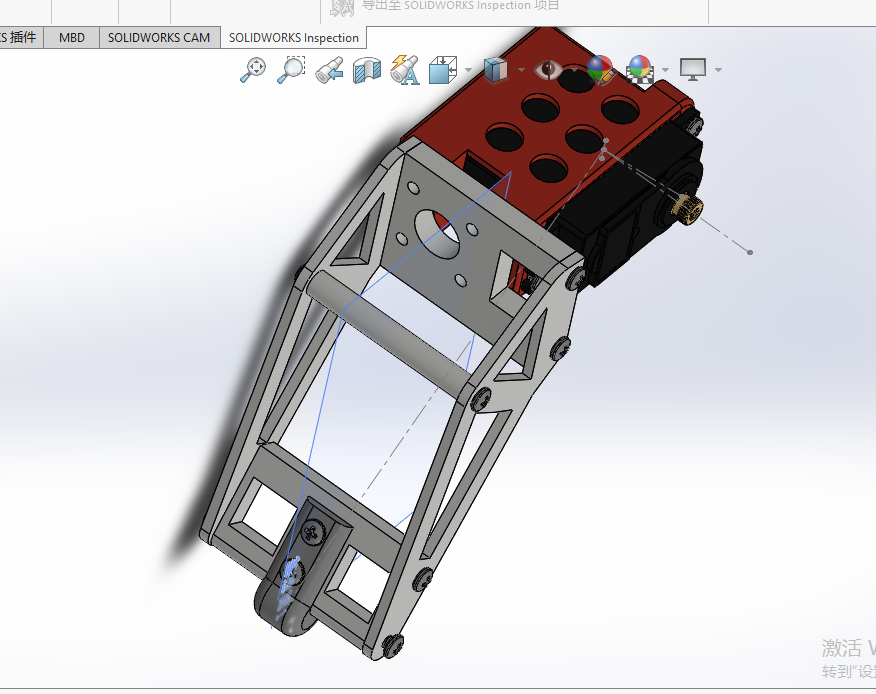 导出至 SOLIDWORKS Inspection 项目
S 插件 MBD SOLIDWORKS CAM SOLIDWORKS Inspection
激活 W
转到"设置